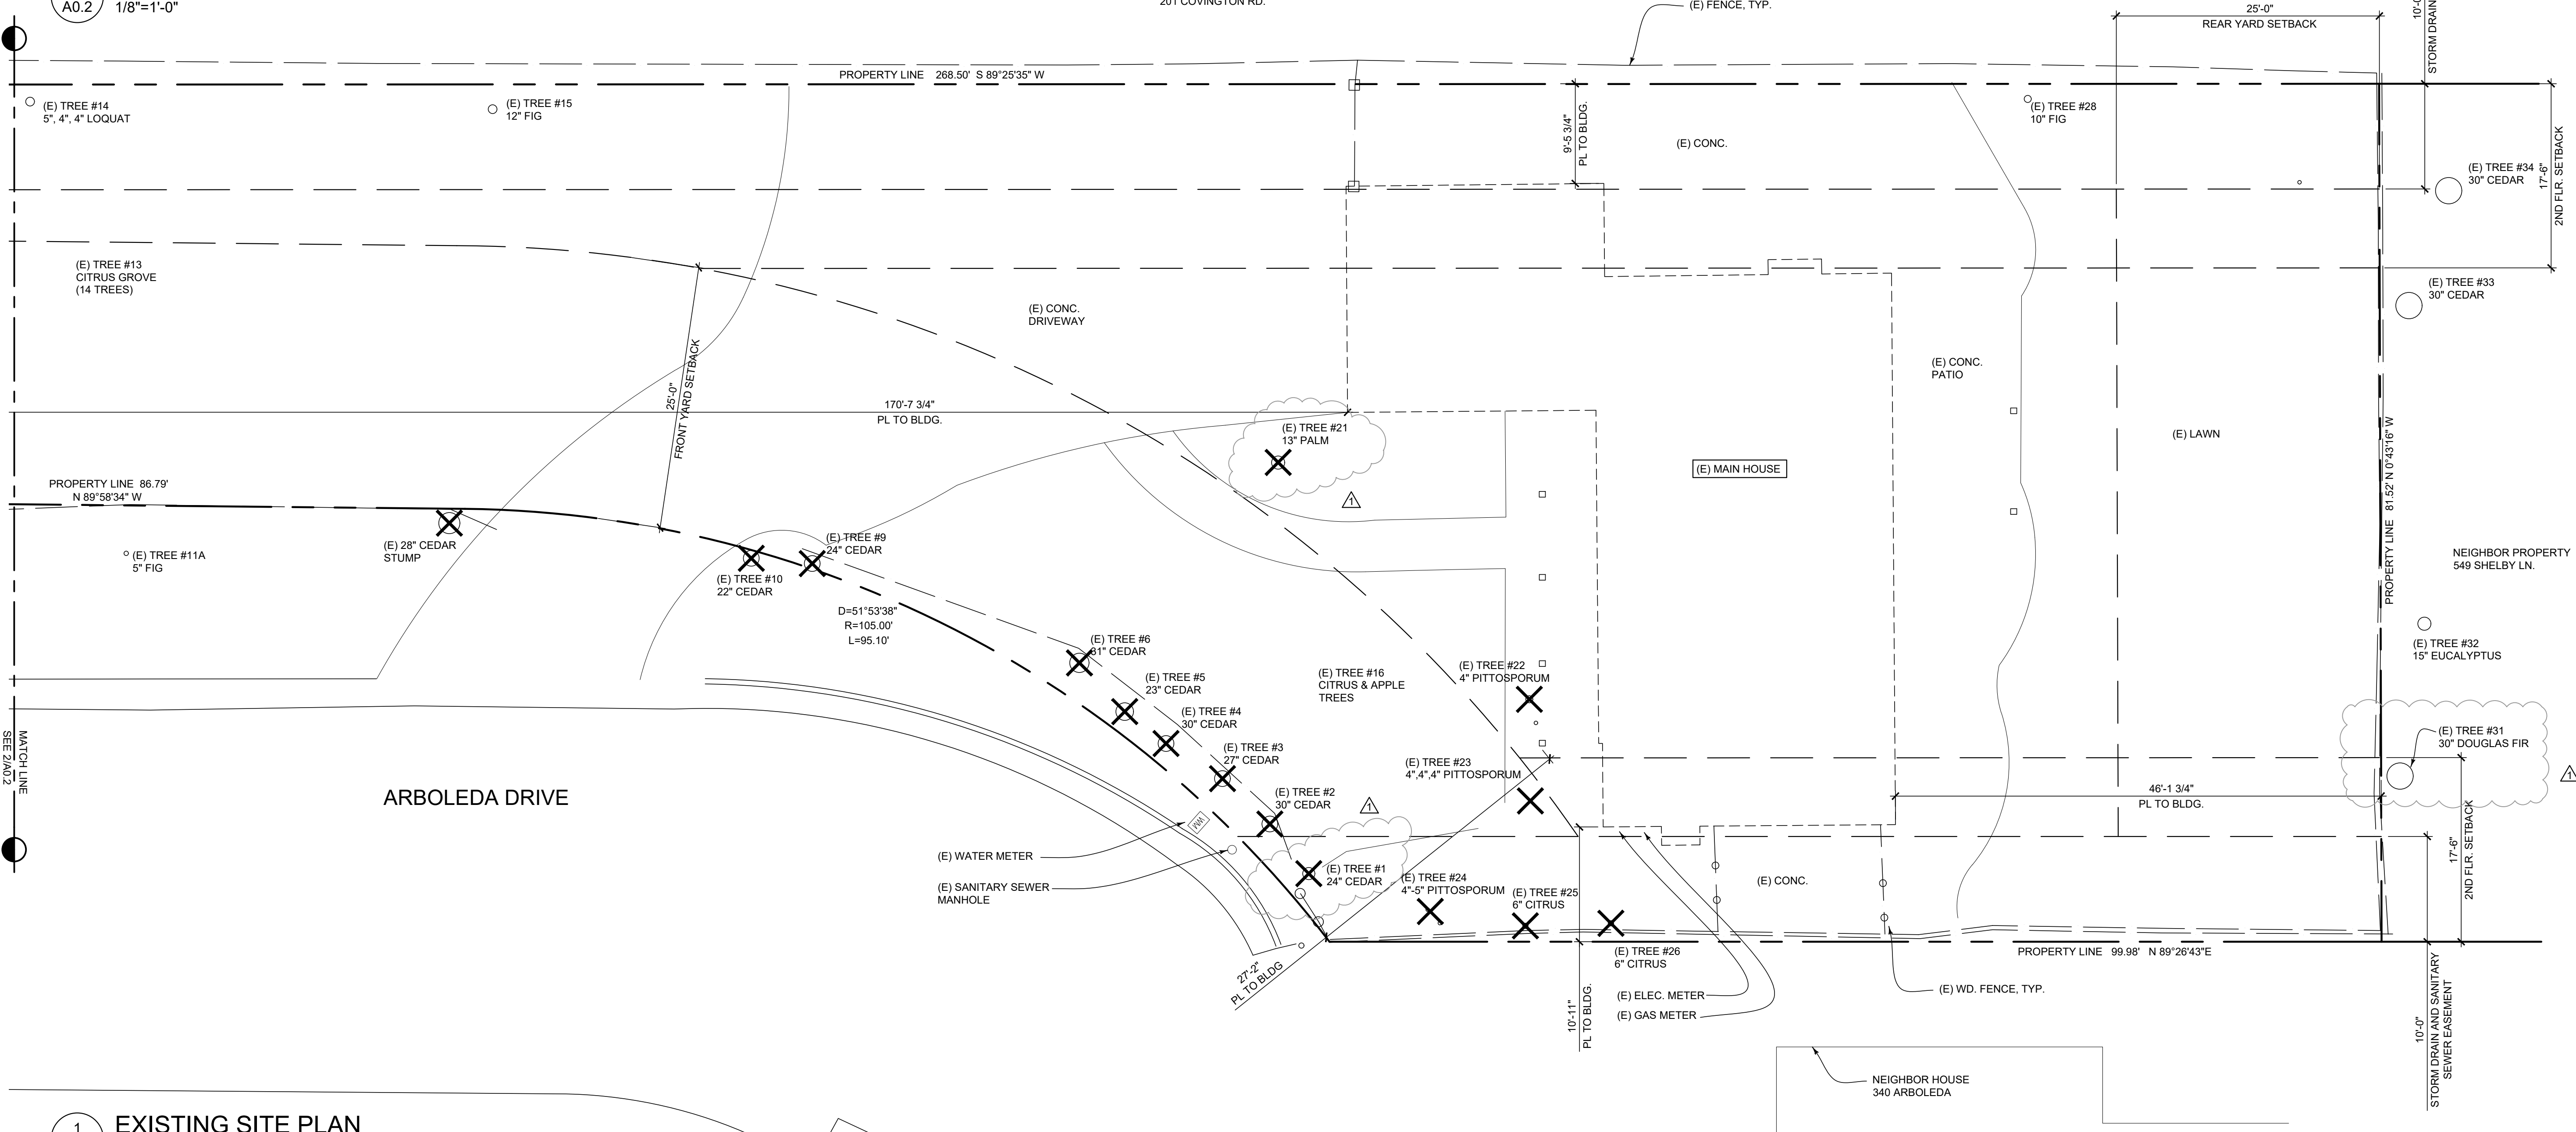 A0.2
1/8"=1'-0"
201 COVINGTON RD.
(E) FENCE, TYP.
25'-0"
REAR YARD SETBACK
STORM DRAIN
PROPERTY LINE 268.50' S 89°25'35" W
(E) TREE #14
5", 4", 4" LOQUAT
(E) TREE #15
12" FIG
9'-5 3/4"
PL TO BLDG.
(E) CONC.
(E) TREE #28
10" FIG
(E) TREE #34
30" CEDAR
17'-6"
2ND FLR. SETBACK
(E) TREE #13
CITRUS GROVE
(14 TREES)
(E) CONC.
DRIVEWAY
(E) TREE #33
30" CEDAR
25'-0"
FRONT YARD SETBACK
170'-7 3/4"
PL TO BLDG.
(E) TREE #21
13" PALM
1
(E) CONC.
PATIO
(E) LAWN
(E) MAIN HOUSE
PROPERTY LINE 81.52' N 0°43'16" W
PROPERTY LINE 86.79'
N 89°58'34" W
(E) 28" CEDAR
STUMP
(E) TREE #11A
5" FIG
(E) TREE #9
24" CEDAR
(E) TREE #10
22" CEDAR
D=51°53'38"
R=105.00'
L=95.10'
NEIGHBOR PROPERTY
549 SHELBY LN.
(E) TREE #6
31" CEDAR
(E) TREE #5
23" CEDAR
(E) TREE #4
30" CEDAR
(E) TREE #3
27" CEDAR
(E) TREE #2
30" CEDAR
1
(E) TREE #16
CITRUS & APPLE
TREES
(E) TREE #22
4" PITTOSPORUM
(E) TREE #23
4",4",4" PITTOSPORUM
(E) TREE #32
15" EUCALYPTUS
(E) TREE #31
30" DOUGLAS FIR
1
MATCH LINE
SEE 2/A0.2
ARBOLEDA DRIVE
46'-1 3/4"
PL TO BLDG.
17'-6"
2ND FLR. SETBACK
WM
(E) WATER METER
(E) SANITARY SEWER
MANHOLE
(E) TREE #1
24" CEDAR
(E) TREE #24
4"-5" PITTOSPORUM
(E) TREE #25
6" CITRUS
(E) CONC.
(E) TREE #26
6" CITRUS
PROPERTY LINE 99.98' N 89°26'43"E
27'-2"
PL TO BLDG
10'-11"
PL TO BLDG.
(E) ELEC. METER
(E) GAS METER
(E) WD. FENCE, TYP.
10'-0"
STORM DRAIN AND SANITARY
SEWER EASEMENT
NEIGHBOR HOUSE
340 ARBOLEDA
1
EXISTING SITE PLAN